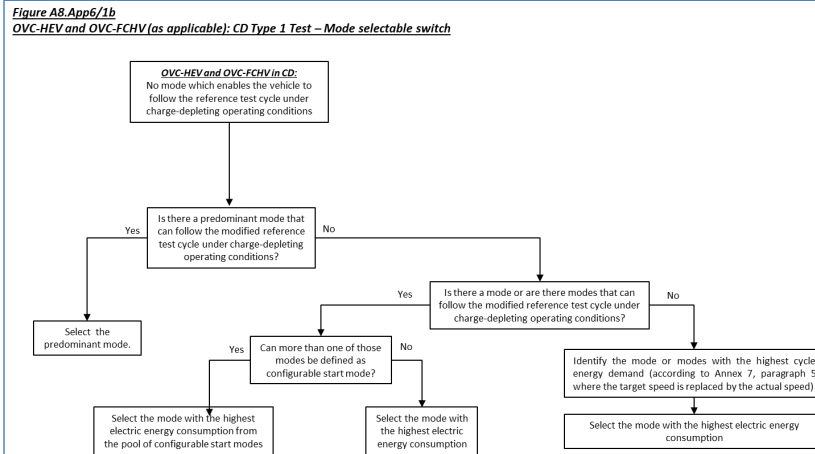 Figure A8.App6/1b
OVC-HEV and OVC-FCHV (as applicable): CD Type 1 Test – Mode selectable switch
OVC-HEV and OVC-FCHV in CD:
No mode which enables the vehicle to
follow the reference test cycle under
charge-depleting operating conditions
Is there a predominant mode that
can follow the modified reference
test cycle under charge-depleting
operating conditions?
Yes
No
Select the
predominant mode.
Is there a mode or are there modes that can
follow the modified reference test cycle under
charge-depleting operating conditions?
Yes
No
Can more than one of those
modes be defined as
configurable start mode?
Yes
No
Identify the mode or modes with the highest cycle
energy demand (according to Annex 7, paragraph 5
where the target speed is replaced by the actual speed)
Select the mode with the highest
electric energy consumption from
the pool of configurable start modes
Select the mode with
the highest electric
energy consumption
Select the mode with the highest electric energy
consumption